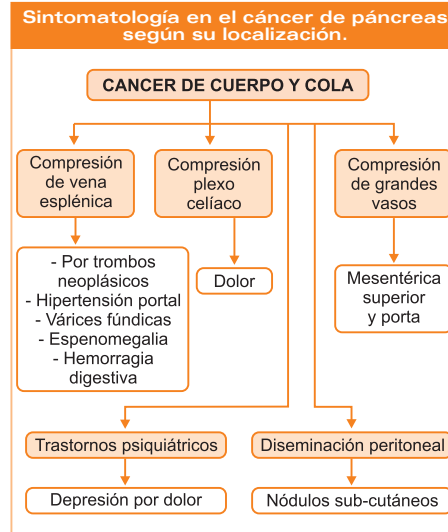 Sintomatología en el cáncer de páncreas
según su localización.
CANCER DE CUERPO Y COLA
Compresión
de vena
esplénica
Compresión
plexo
celíaco
Compresión
de grandes
vasos
- Por trombos
neoplásicos
- Hipertensión portal
- Várices fúndicas
- Espenomegalia
- Hemorragia
digestiva
Dolor
Mesentérica
superior
y porta
Trastornos psiquiátricos
Diseminación peritoneal
Depresión por dolor
Nódulos sub-cutáneos